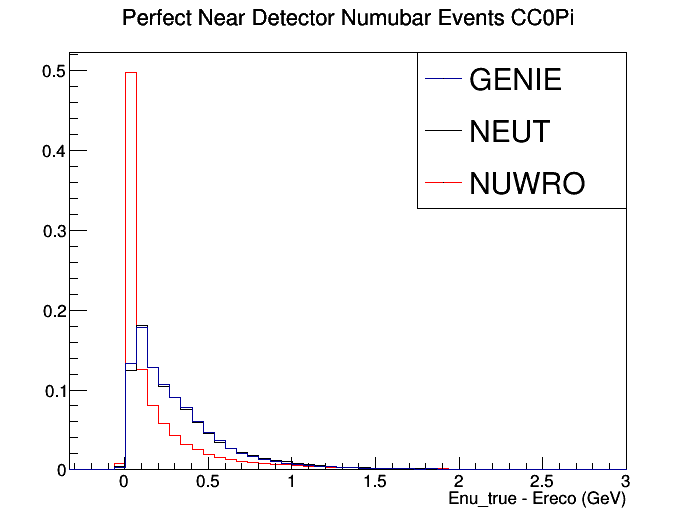 Perfect Near Detector Numubar Events CC0Pi
GENIE
NEUT
NUWRO
0.5
0.4
0.3
0.2
0.1
0
0 0.5 1 1.5 2 2.5 3
Enu_true - Ereco (GeV)